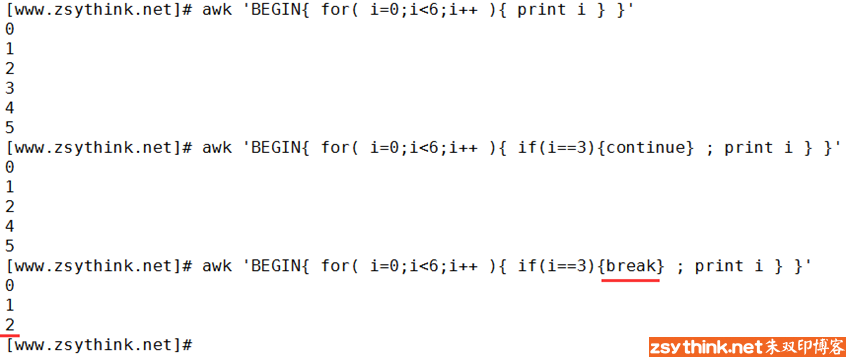 [www.zsythink.net]# awk 'BEGIN{ for( i=0;i<6;i++ ){ print i } }'
0
1
2
3
4
5
[www.zsythink.net]# awk 'BEGIN{ for( i=0;i<6;i++ ){ if(i==3){continue} ; print i } }'
0
1
2
4
5
[www.zsythink.net]# awk 'BEGIN{ for( i=0;i<6;i++ ){ if(i==3){break} ; print i } }'
0
1
2
[www.zsythink.net]#
zsythink.net朱双印博客